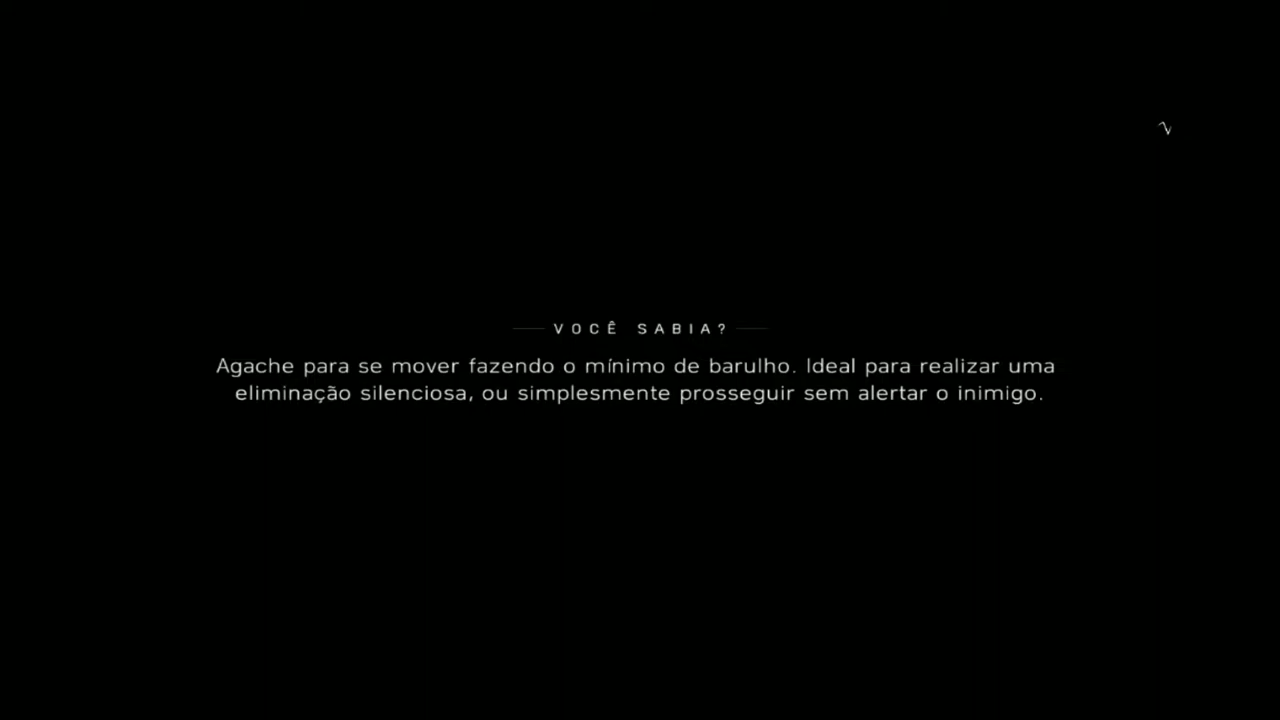 VOCÊ SABIA?
Agache para se mover fazendo o mínimo de barulho. Ideal para realizar uma
eliminação silenciosa, ou simplesmente prosseguir sem alertar o inimigo.